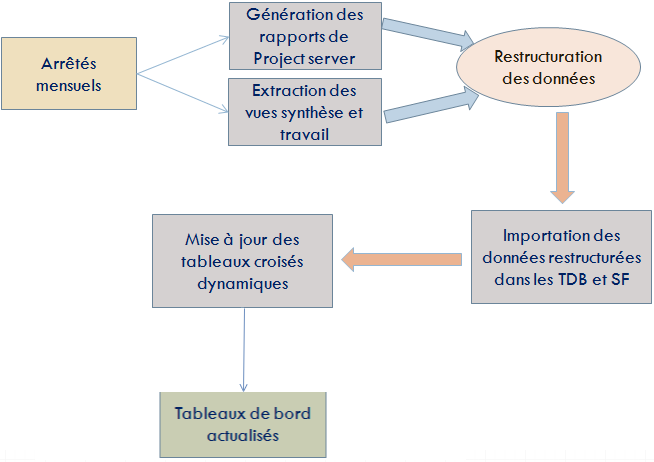 Génération des
rapports de
Project server
Arrêtés
mensuels
Restructuration
des données
Extraction des
vues synthèse et
travail
Mise à jour des
tableaux croisés
dynamiques
Importation des
données restructurées
dans les TDB et SF
Tableaux de bord
actualisés